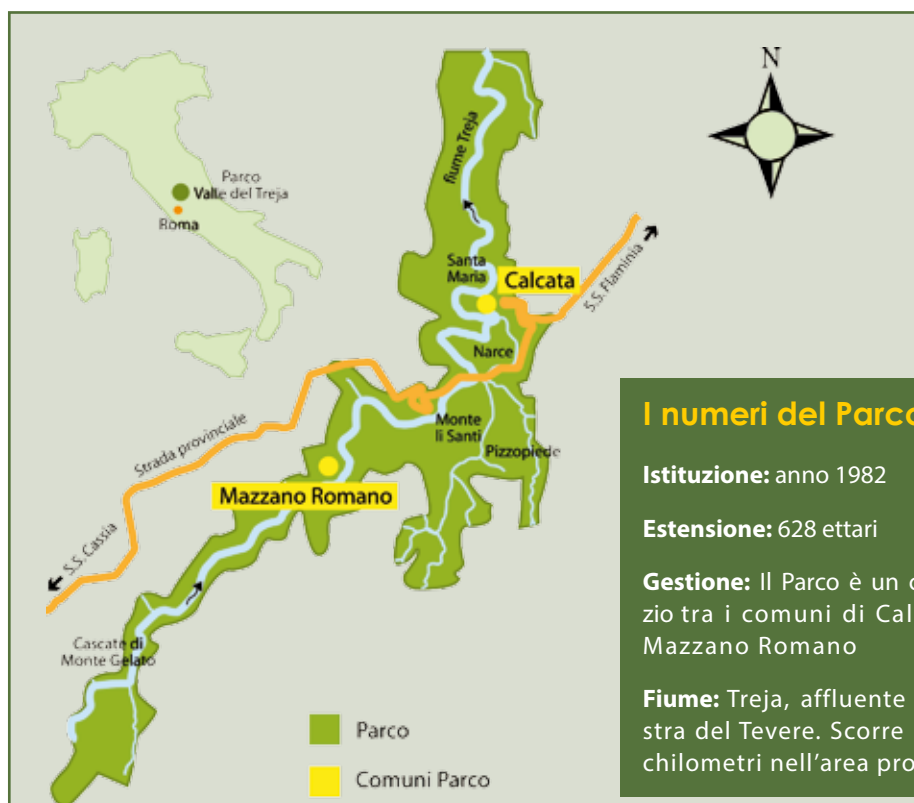 N
Parco
Valle del Treja
Roma
fiume Treja
Santa
Maria
Calcata
S.S. Flaminia
Narce
Monte
li Santi
Pizzopiede
Strada provinciale
Mazzano Romano
S.S. Cassia
Cascate di
Monte Gelato
Parco
Comuni Parco
I numeri del Parco
Istituzione: anno 1982
Estensione: 628 ettari
Gestione: Il Parco è un
zio tra i comuni di Cal
Mazzano Romano
Fiume: Treja, affluente
stra del Tevere. Scorre
chilometri nell'area pro